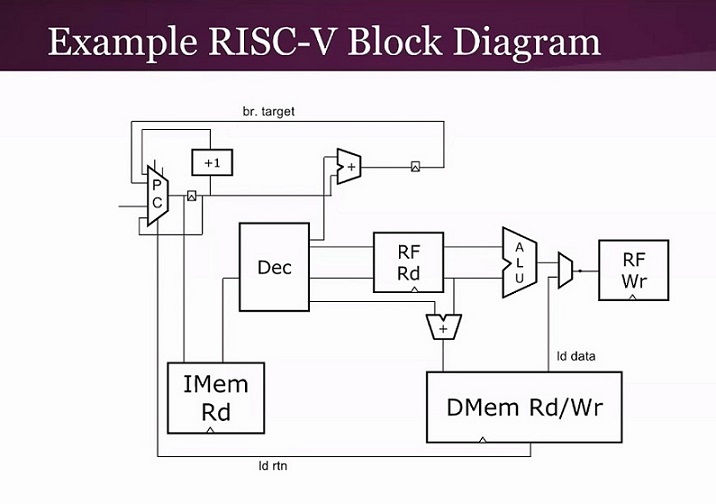 Example RISC-V Block Diagram
br. target
+1
P
C
+
Dec
RF
Rd
A
L
U
RF
Wr
+
ld data
IMem
Rd
DMem Rd/Wr
ld rtn